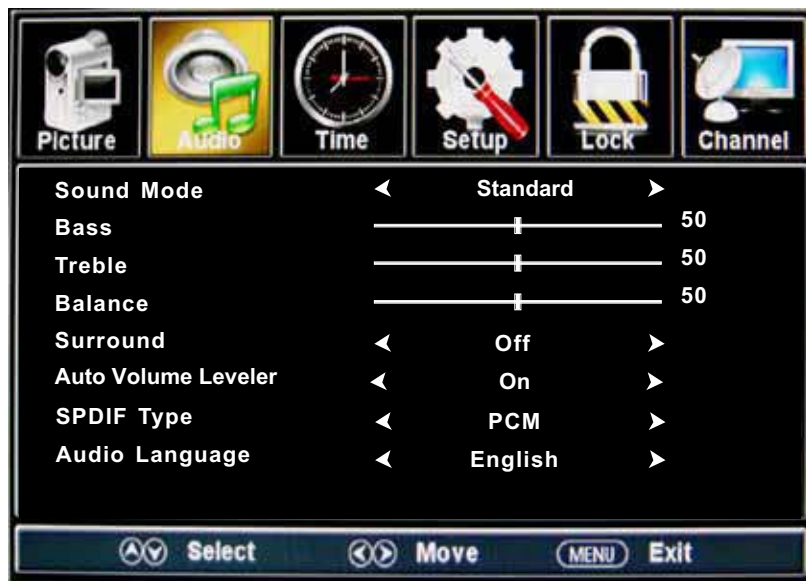 Picture Audio Time Setup Lock Channel
Sound Mode Standard
Bass 50
Treble 50
Balance 50
Surround Off
Auto Volume Leveler On
SPDIF Type PCM
Audio Language English
Select Move MENU Exit